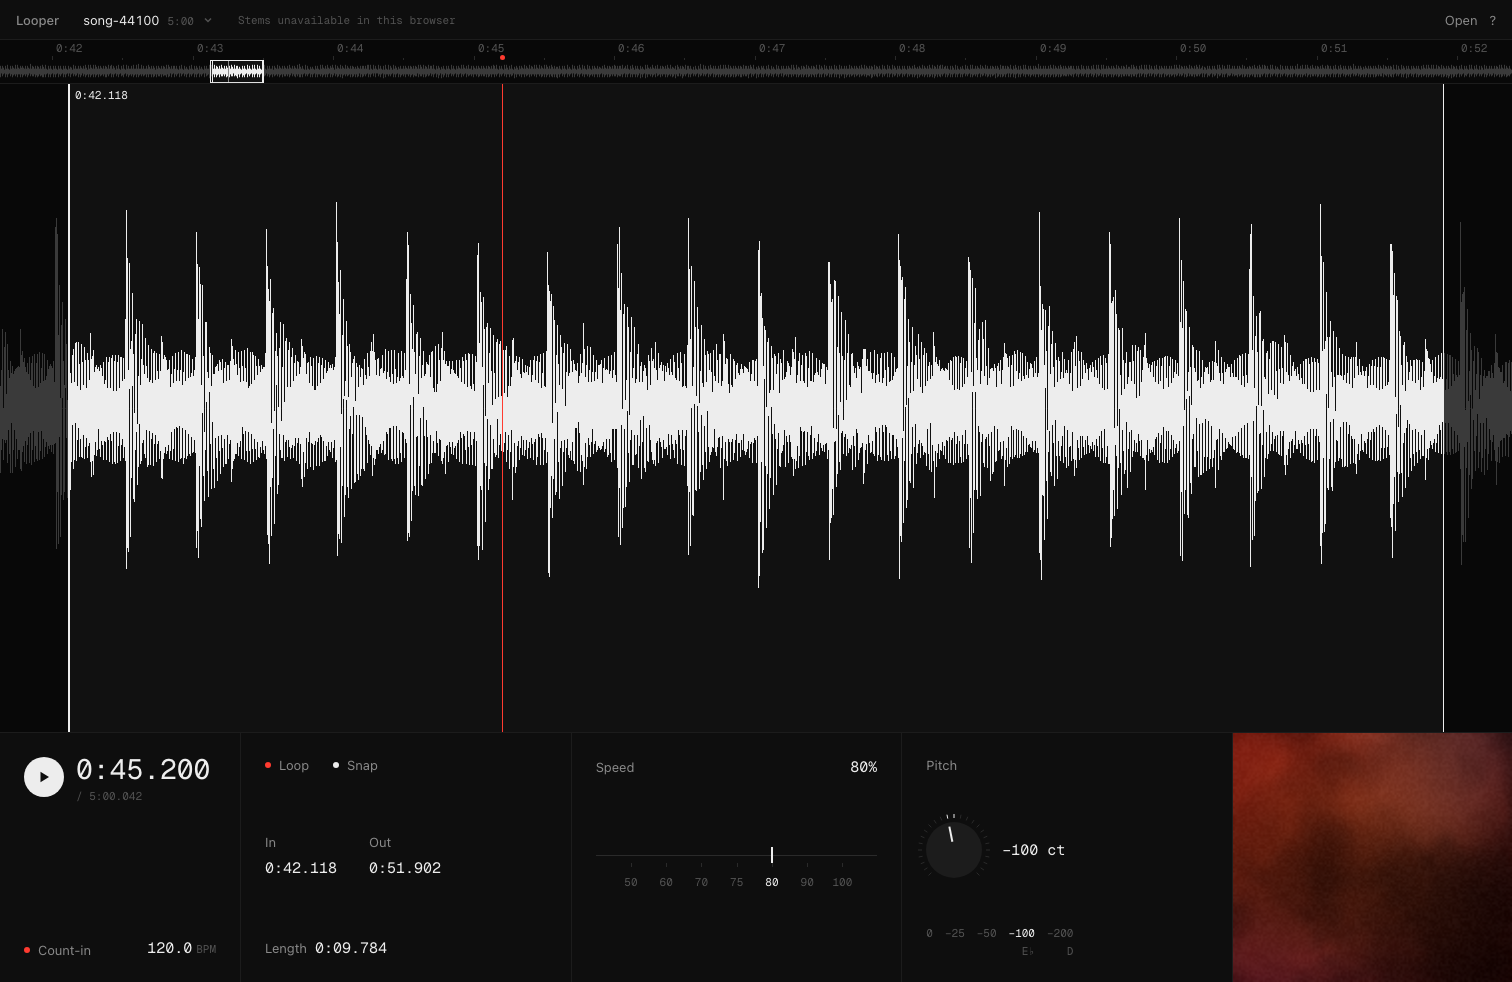 Looper song-44100 5:00 Stems unavailable in this browser Open ?
0:42 0:43 0:44 0:45 0:46 0:47 0:48 0:49 0:50 0:51 0:52
0:42.118
0:45.200
/ 5:00.042
Count-in 120.0 BPM
Loop Snap
In Out
0:42.118 0:51.902
Length 0:09.784
Speed 80%
50 60 70 75 80 90 100
Pitch
−100 ct
0 −25 −50 −100 −200
E♭ D